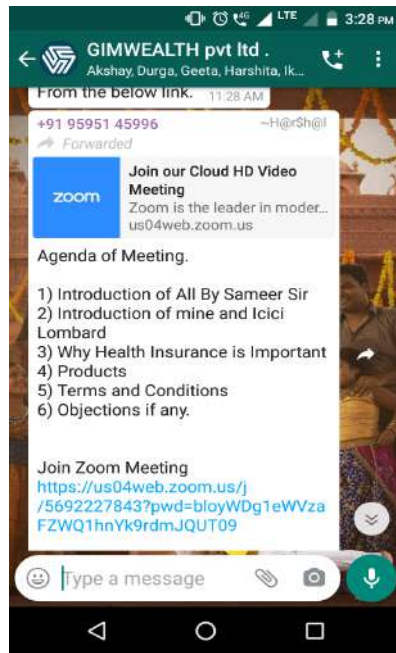 LTE 3:28 PM
4G
GIMWEALTH pvt ltd .
Akshay, Durga, Geeta, Harshita, Ik...
From the below link. 11:28 AM
+91 95951 45996 ~H@r$h@l
Forwarded
zoom
Join our Cloud HD Video
Meeting
Zoom is the leader in moder...
us04web.zoom.us
Agenda of Meeting.
1) Introduction of All By Sameer Sir
2) Introduction of mine and Icici
Lombard
3) Why Health Insurance is Important
4) Products
5) Terms and Conditions
6) Objections if any.
Join Zoom Meeting
https://us04web.zoom.us/j
/5692227843?pwd=bloyWDg1eWVza
FZWQ1hnYk9rdmJQUT09
Type a message